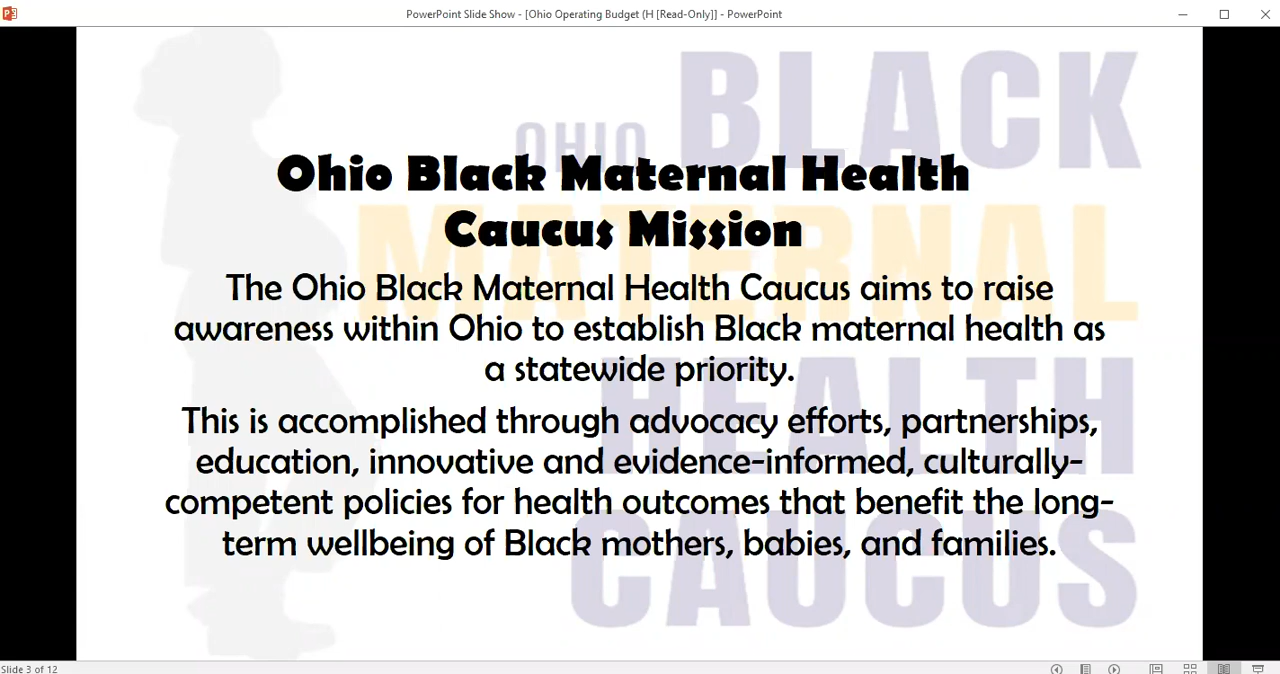 PowerPoint Slide Show - [Ohio Operating Budget (H [Read-Only]] - PowerPoint
OHIO BLACK
MATERNAL
HEALTH
CAUCUS
Ohio Black Maternal Health
Caucus Mission
The Ohio Black Maternal Health Caucus aims to raise
awareness within Ohio to establish Black maternal health as
a statewide priority.
This is accomplished through advocacy efforts, partnerships,
education, innovative and evidence-informed, culturally-
competent policies for health outcomes that benefit the long-
term wellbeing of Black mothers, babies, and families.
Slide 3 of 12